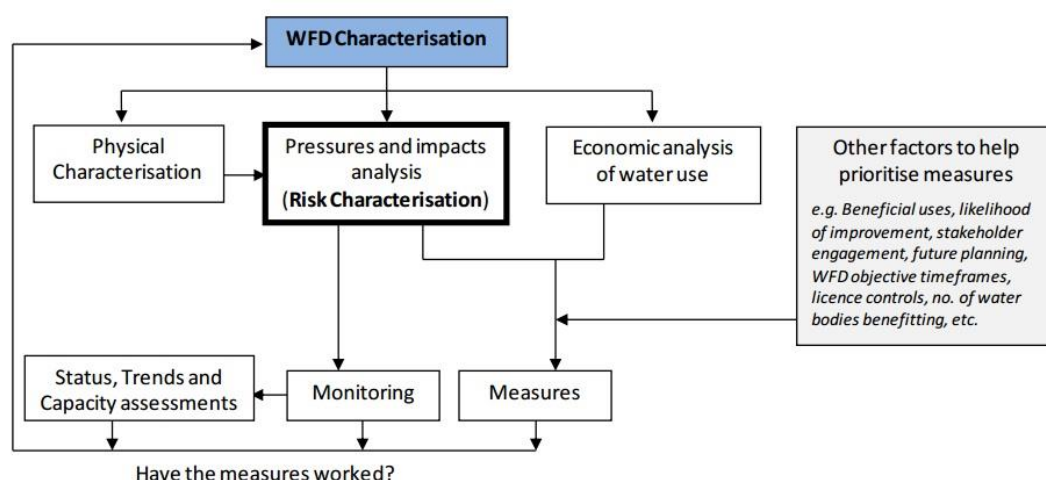 WFD Characterisation
Physical
Characterisation
Pressures and impacts
analysis
(Risk Characterisation)
Economic analysis
of water use
Other factors to help
prioritise measures
e.g. Beneficial uses, likelihood
of improvement, stakeholder
engagement, future planning,
WFD objective timeframes,
licence controls, no. of water
bodies benefitting, etc.
Status, Trends and
Capacity assessments
Monitoring
Measures
Have the measures worked?